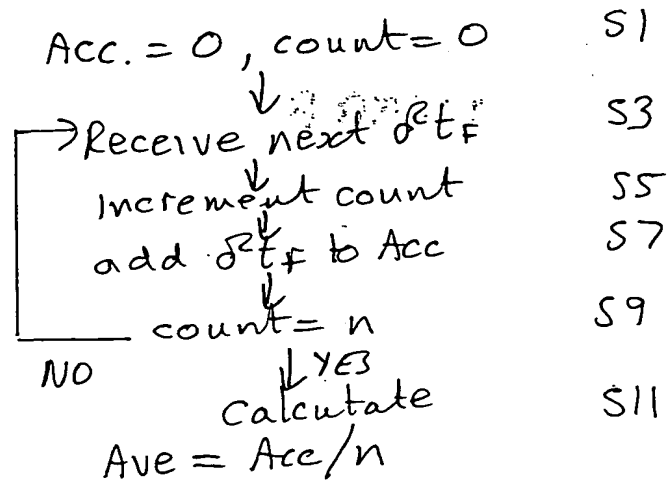 Acc. = 0, count = 0 S1
Receive next δ²t_F S3
Increment count S5
add δ²t_F to Acc S7
count = n S9
NO
YES
Calcutate S11
Ave = Acc/n